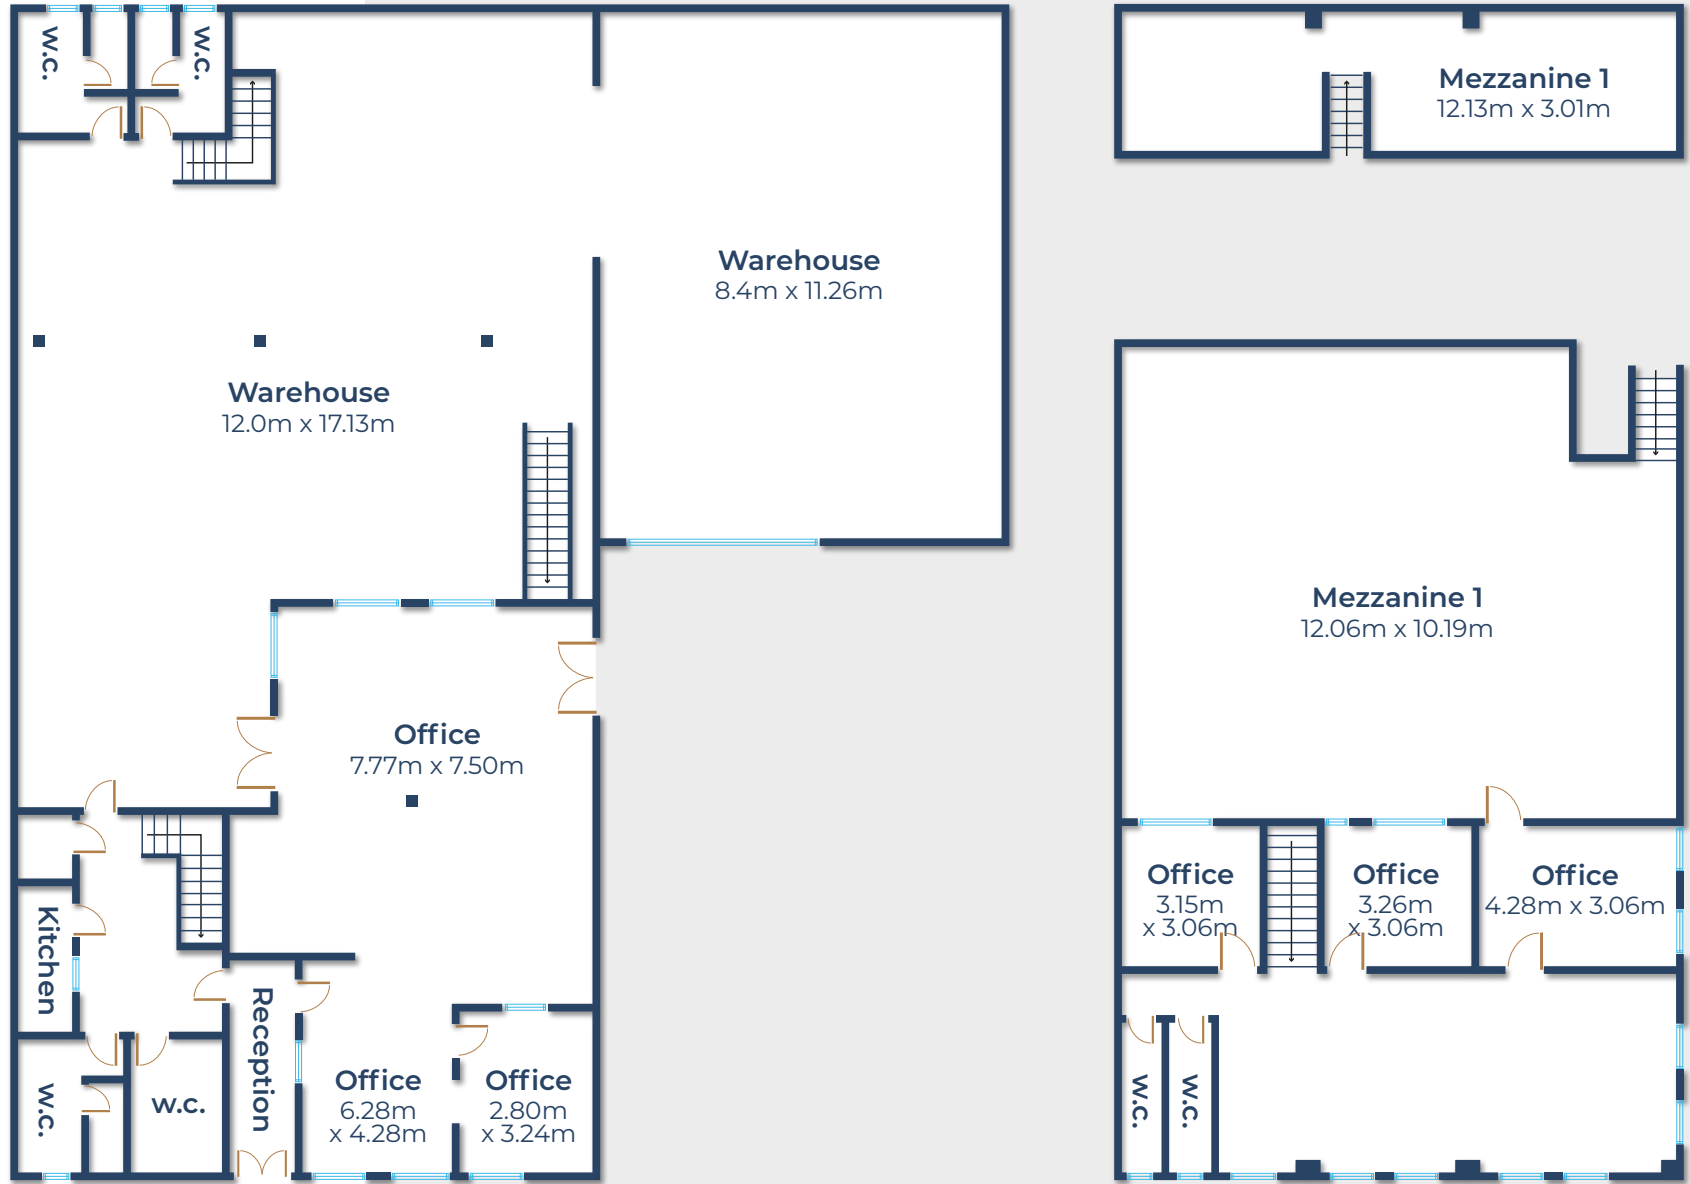 w.c.
w.c.
Warehouse
8.4m x 11.26m
Warehouse
12.0m x 17.13m
Office
7.77m x 7.50m
Kitchen
Reception
w.c.
w.c.
Office
6.28m
x 4.28m
Office
2.80m
x 3.24m
Mezzanine 1
12.13m x 3.01m
Mezzanine 1
12.06m x 10.19m
Office
3.15m
x 3.06m
Office
3.26m
x 3.06m
Office
4.28m x 3.06m
w.c.
w.c.